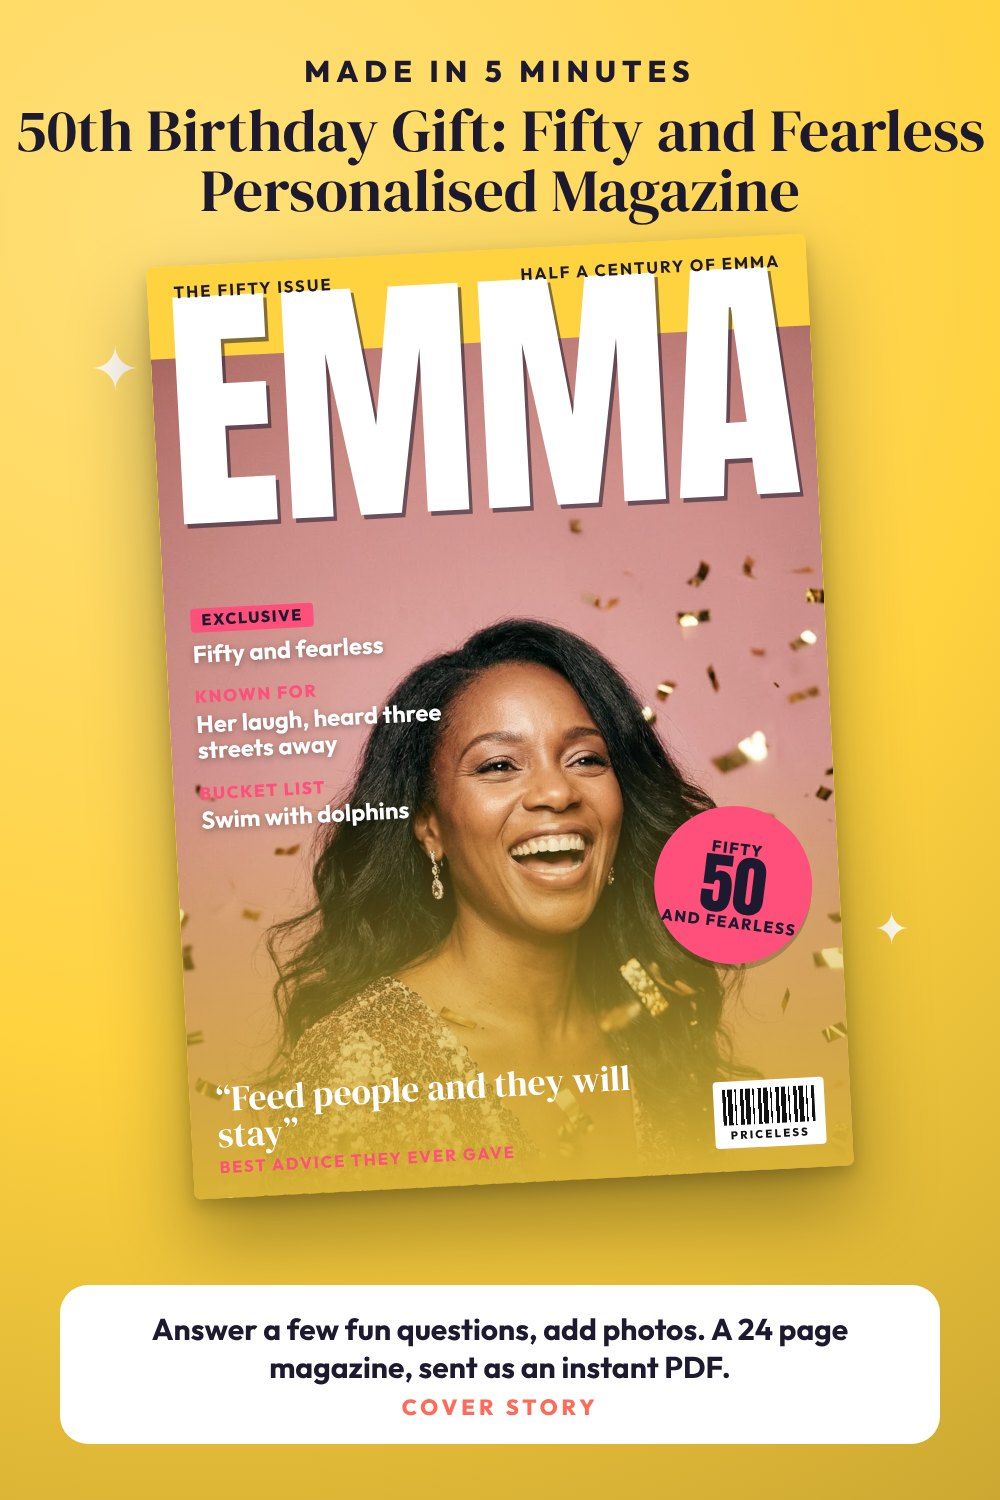 MADE IN 5 MINUTES
50th Birthday Gift: Fifty and Fearless
Personalised Magazine
THE FIFTY ISSUE
HALF A CENTURY OF EMMA
EMMA
EXCLUSIVE
Fifty and fearless
KNOWN FOR
Her laugh, heard three
streets away
BUCKET LIST
Swim with dolphins
FIFTY
50
AND FEARLESS
“Feed people and they will
stay”
BEST ADVICE THEY EVER GAVE
PRICELESS
Answer a few fun questions, add photos. A 24 page
magazine, sent as an instant PDF.
COVER STORY